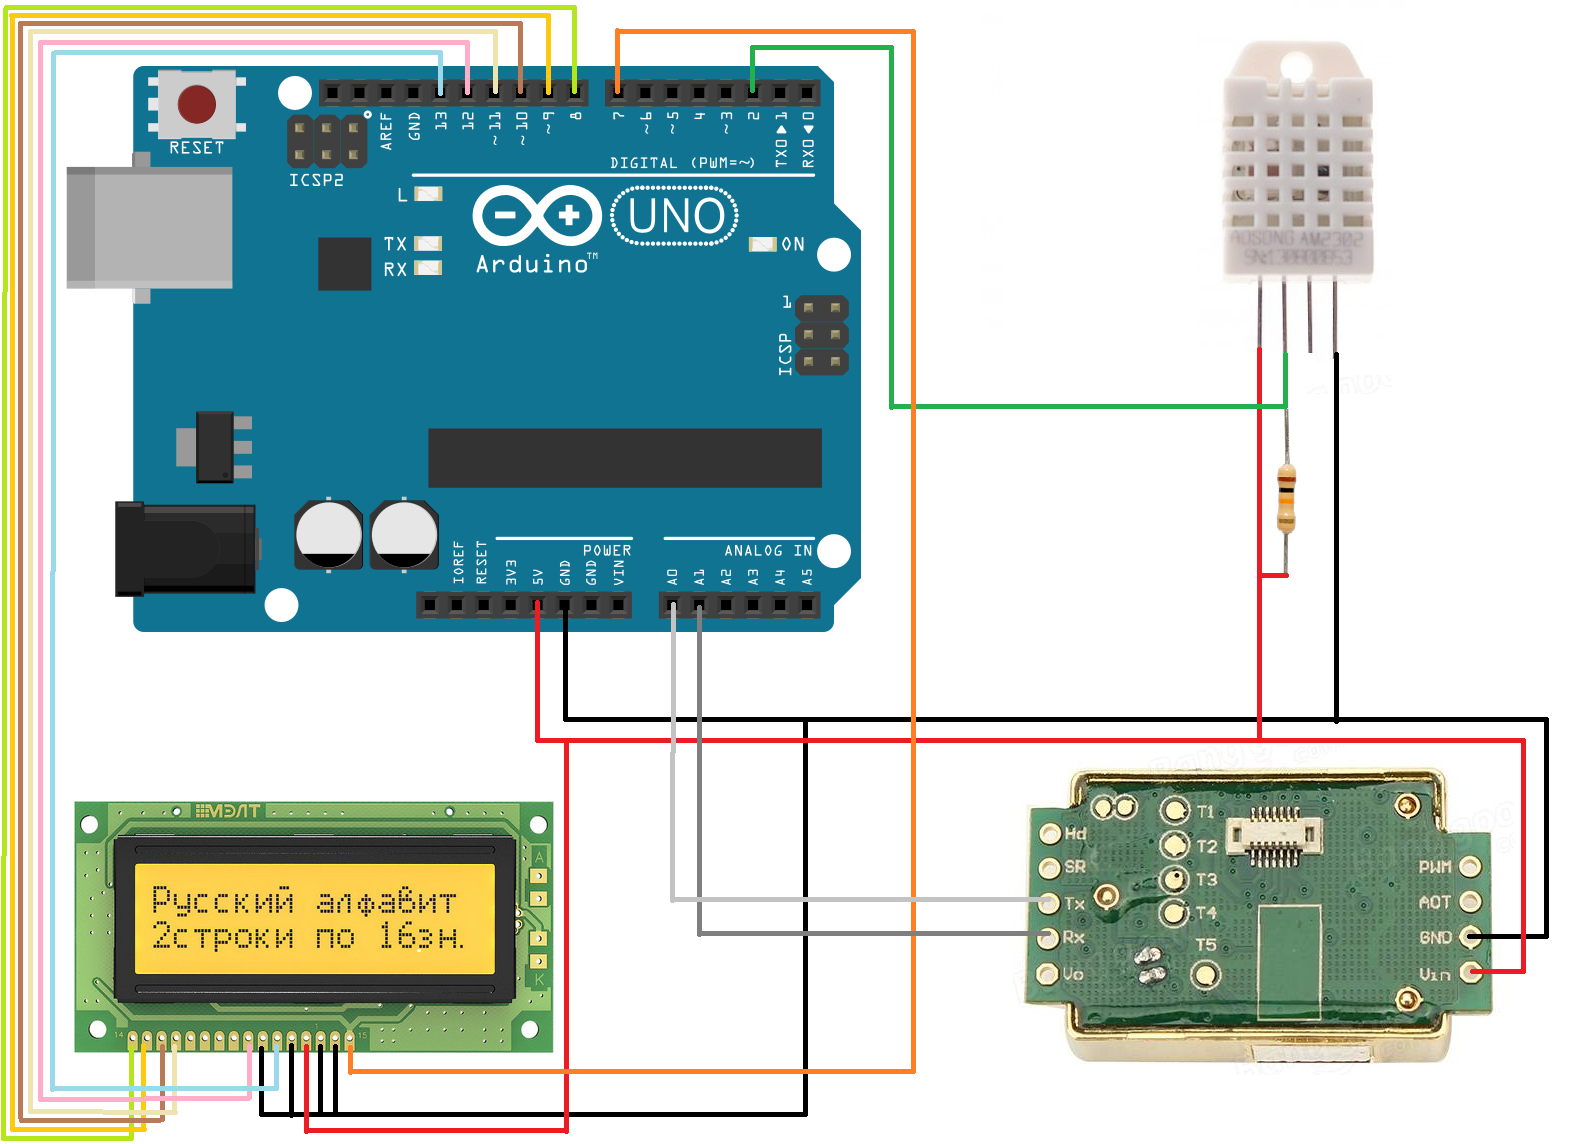 RESET
ICSP2
AREF
GND
13
12
~11
~10
~9
8
7
~6
~5
4
~3
2
TX0▶1
RX0◀0
DIGITAL (PWM=~)
L
TX
RX
UNO
Arduino™
ON
1
ICSP
AOSONG AM2302
IOREF
RESET
3V3
5V
GND
GND
VIN
POWER
ANALOG IN
A0
A1
A2
A3
A4
A5
МЭЛТ
Русский алфавит
2строки по 16зн.
A
K
14
1
15
Hd
SR
Tx
Rx
Vo
T1
T2
T3
T4
T5
PWM
AOT
GND
Vin